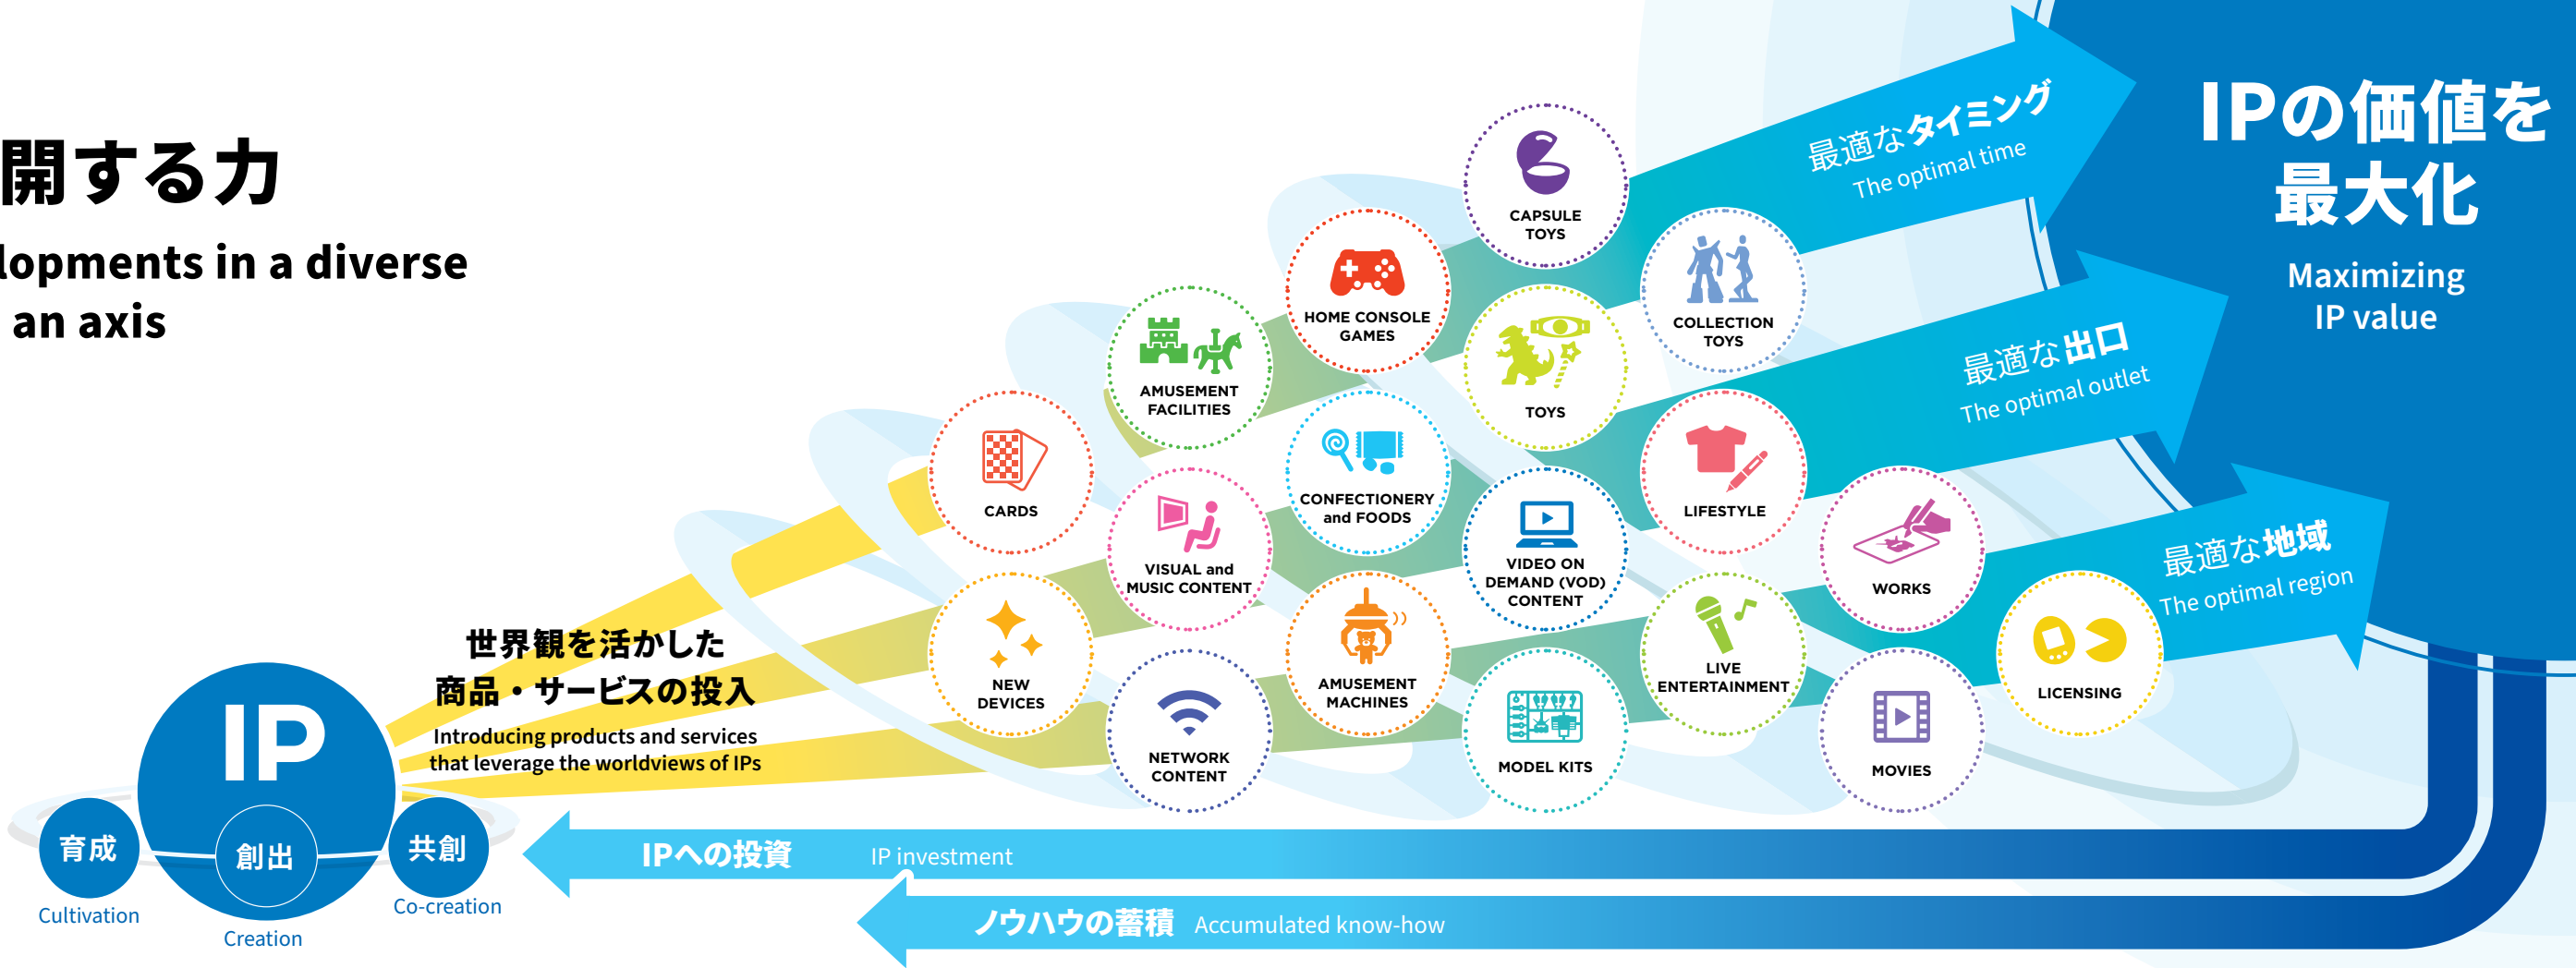 開する力
lopments in a diverse
an axis
IP
育成
Cultivation
創出
Creation
共創
Co-creation
世界観を活かした
商品・サービスの投入
Introducing products and services
that leverage the worldviews of IPs
CARDS
NEW
DEVICES
AMUSEMENT
FACILITIES
VISUAL and
MUSIC CONTENT
NETWORK
CONTENT
HOME CONSOLE
GAMES
CONFECTIONERY
and FOODS
AMUSEMENT
MACHINES
CAPSULE
TOYS
TOYS
VIDEO ON
DEMAND (VOD)
CONTENT
MODEL KITS
COLLECTION
TOYS
LIFESTYLE
LIVE
ENTERTAINMENT
WORKS
MOVIES
LICENSING
最適なタイミング
The optimal time
最適な出口
The optimal outlet
最適な地域
The optimal region
IPの価値を
最大化
Maximizing
IP value
IPへの投資 IP investment
ノウハウの蓄積 Accumulated know-how